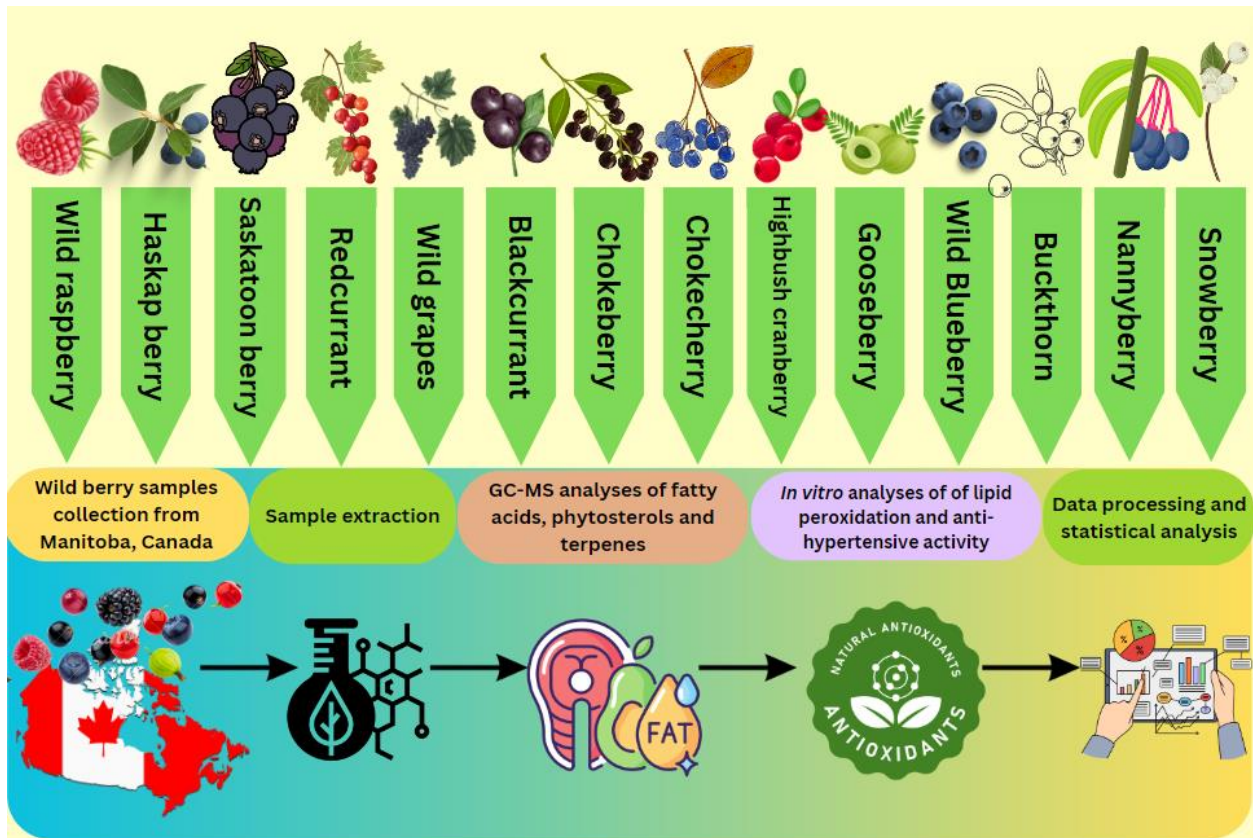 Wild raspberry
Haskap berry
Saskatoon berry
Redcurrant
Wild grapes
Blackcurrant
Chokeberry
Chokecherry
Highbush cranberry
Gooseberry
Wild Blueberry
Buckthorn
Nannyberry
Snowberry
Wild berry samples
collection from
Manitoba, Canada
Sample extraction
GC-MS analyses of fatty
acids, phytosterols and
terpenes
In vitro analyses of of lipid
peroxidation and anti-
hypertensive activity
Data processing and
statistical analysis
FAT
NATURAL ANTIOXIDANTS
ANTIOXIDANTS
%
%
%